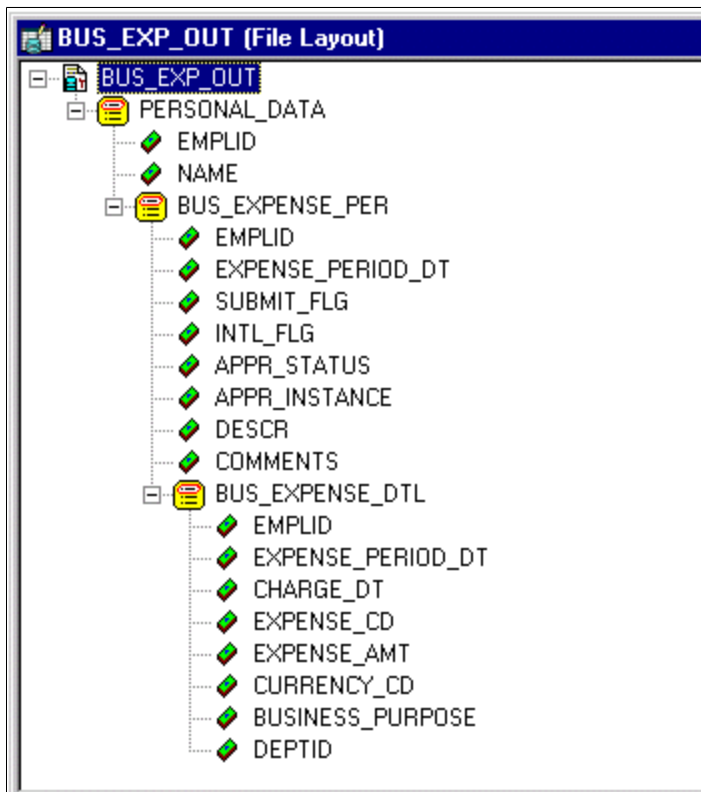 BUS_EXP_OUT (File Layout)
BUS_EXP_OUT
PERSONAL_DATA
EMPLID
NAME
BUS_EXPENSE_PER
EMPLID
EXPENSE_PERIOD_DT
SUBMIT_FLG
INTL_FLG
APPR_STATUS
APPR_INSTANCE
DESCR
COMMENTS
BUS_EXPENSE_DTL
EMPLID
EXPENSE_PERIOD_DT
CHARGE_DT
EXPENSE_CD
EXPENSE_AMT
CURRENCY_CD
BUSINESS_PURPOSE
DEPTID